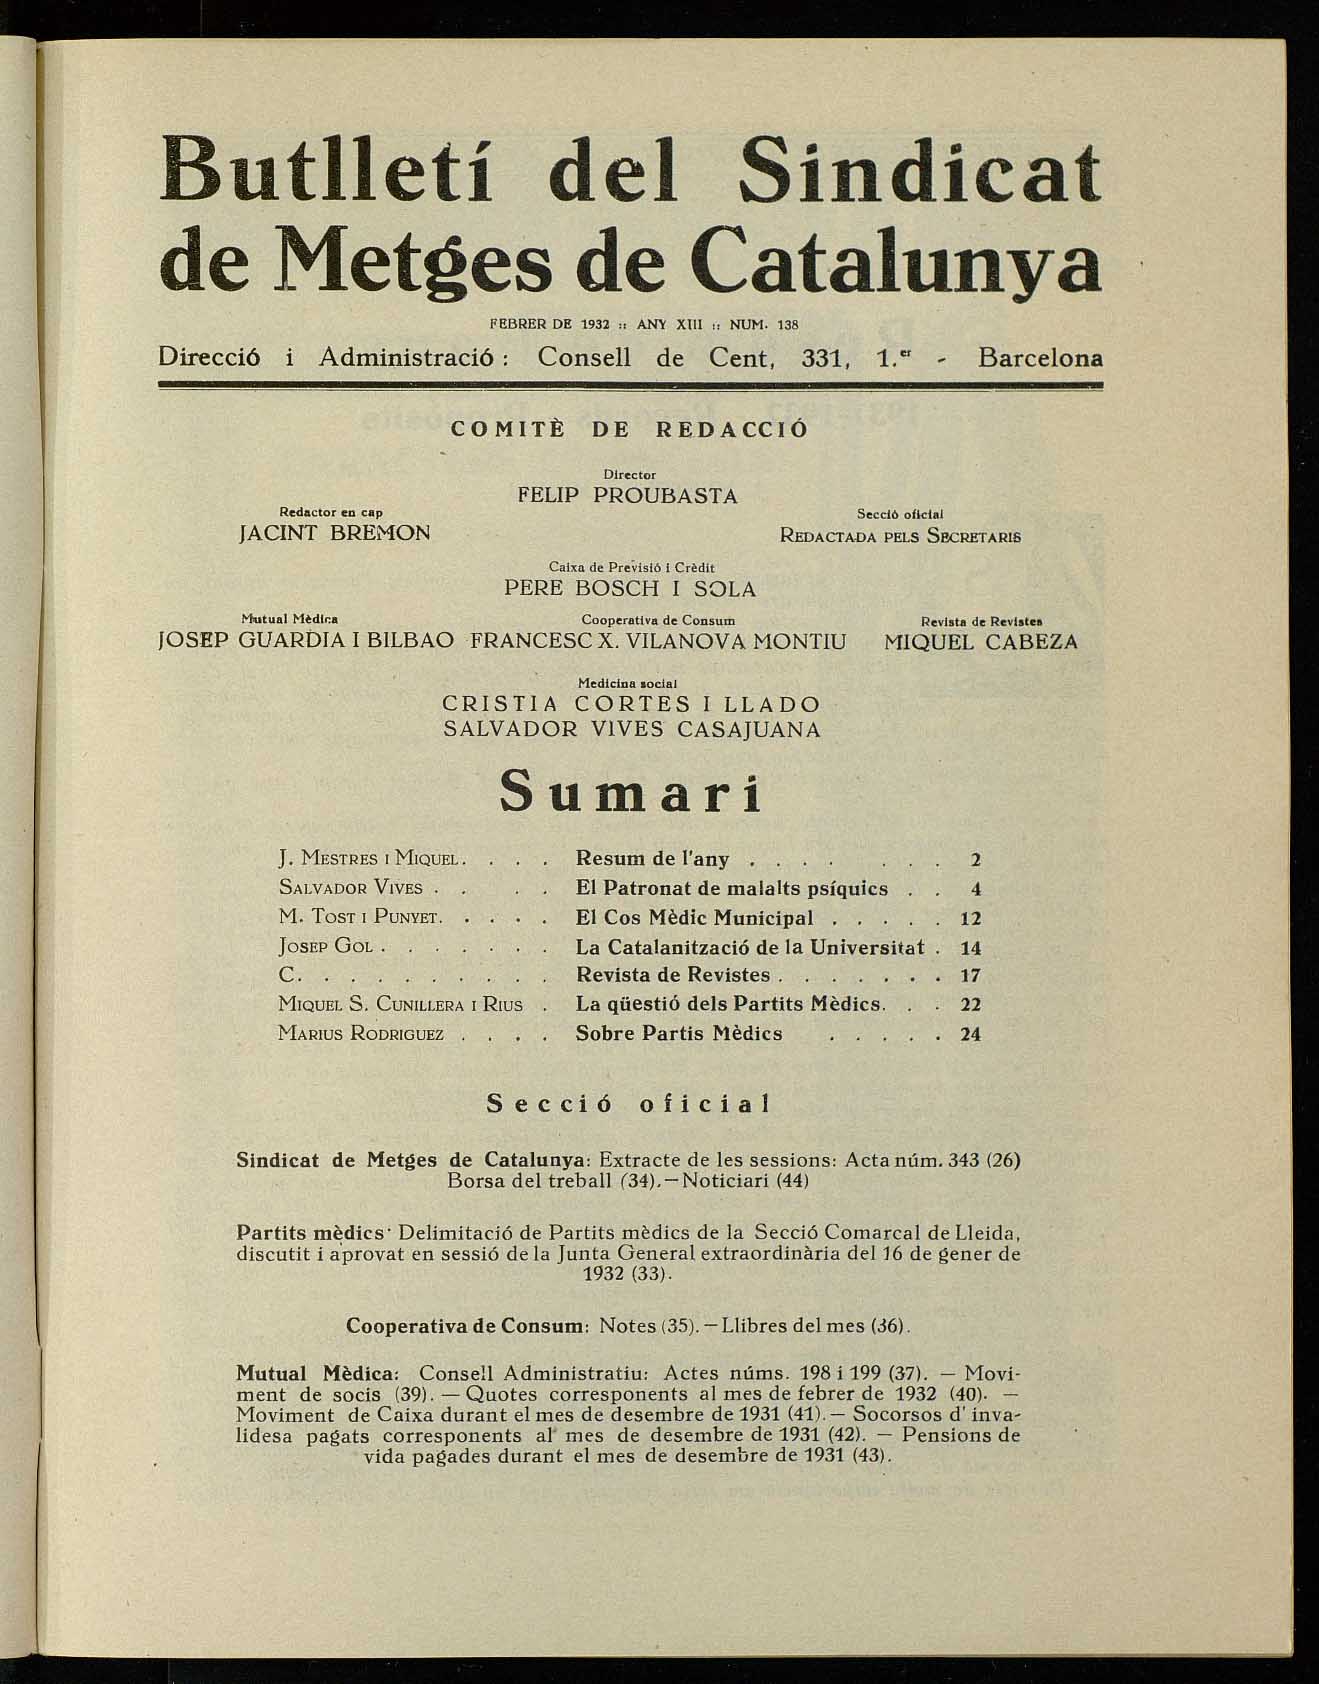 Butlletí del Sindicat
de Metges de Catalunya
FEBRER DE 1932 :: ANY XIII :: NUM. 138
Direcció i Administració : Consell de Cent, 331, 1.er - Barcelona
COMITÈ DE REDACCIÓ
Director
FELIP PROUBASTA
Redactor en cap
JACINT BREMON
Secció oficial
REDACTADA PELS SECRETARIS
Caixa de Previsió i Crèdit
PERE BOSCH I SOLA
Mutual Mèdica
JOSEP GUARDIA I BILBAO
Cooperativa de Consum
FRANCESC X. VILANOVA MONTIU
Revista de Revistes
MIQUEL CABEZA
Medicina social
CRISTIA CORTES I LLADO
SALVADOR VIVES CASAJUANA
Sumari
J. MESTRES I MIQUEL. . . . Resum de l'any . . . . . . . 2
SALVADOR VIVES . . . . El Patronat de malalts psíquics . . 4
M. TOST I PUNYET. . . . . El Cos Mèdic Municipal . . . . . 12
JOSEP GOL . . . . . . . La Catalanització de la Universitat . 14
C. . . . . . . . . . Revista de Revistes . . . . . . . 17
MIQUEL S. CUNILLERA I RIUS . La qüestió dels Partits Mèdics. . . 22
MARIUS RODRIGUEZ . . . . Sobre Partis Mèdics . . . . . 24
Secció oficial
Sindicat de Metges de Catalunya: Extracte de les sessions: Acta núm. 343 (26)
Borsa del treball (34).—Noticiari (44)
Partits mèdics· Delimitació de Partits mèdics de la Secció Comarcal de Lleida,
discutit i aprovat en sessió de la Junta General extraordinària del 16 de gener de
1932 (33).
Cooperativa de Consum: Notes (35).—Llibres del mes (36).
Mutual Mèdica: Consell Administratiu: Actes núms. 198 i 199 (37). — Movi-
ment de socis (39). — Quotes corresponents al mes de febrer de 1932 (40). —
Moviment de Caixa durant el mes de desembre de 1931 (41).— Socorsos d' inva-
lidesa pagats corresponents al mes de desembre de 1931 (42). — Pensions de
vida pagades durant el mes de desembre de 1931 (43).